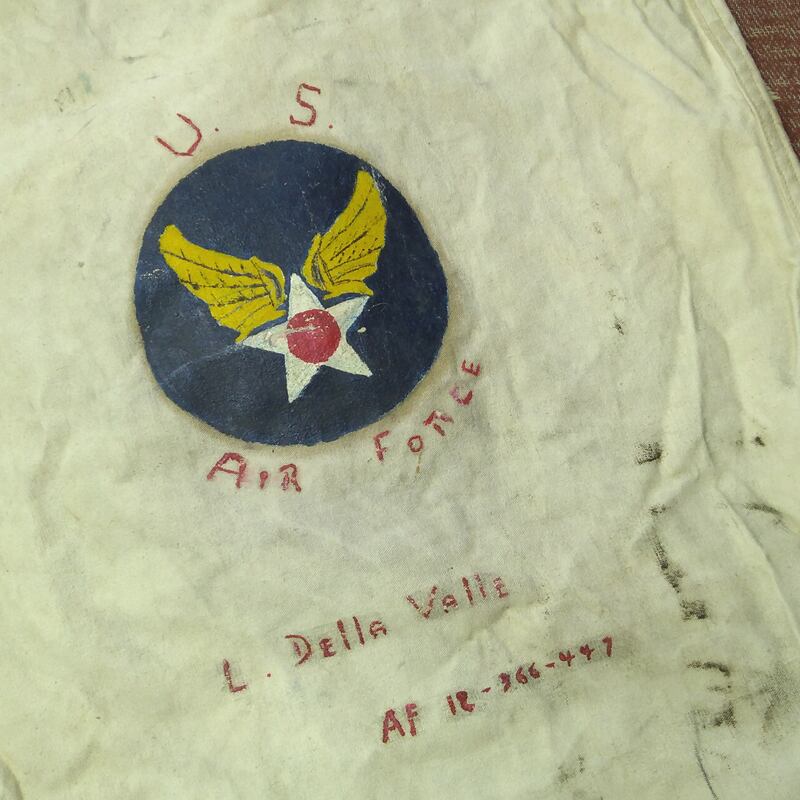 U. S.
AIR FORCE
L. Della Valle
AF 12-366-447